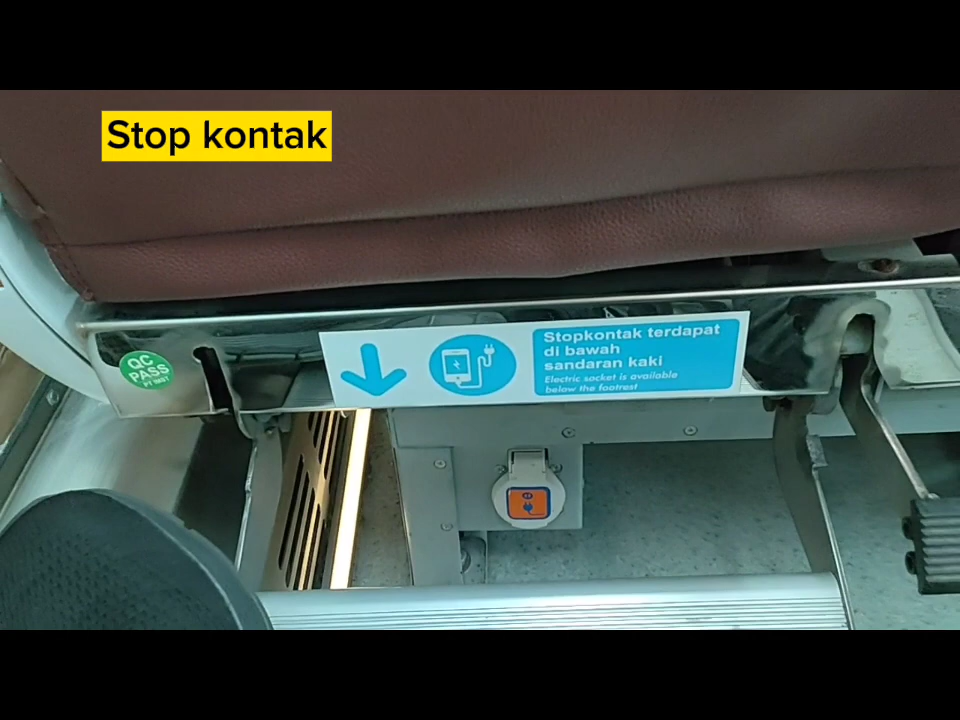 Stop kontak
Stopkontak terdapat
di bawah
sandaran kaki
Electric socket is available
below the footrest
QC
PASS